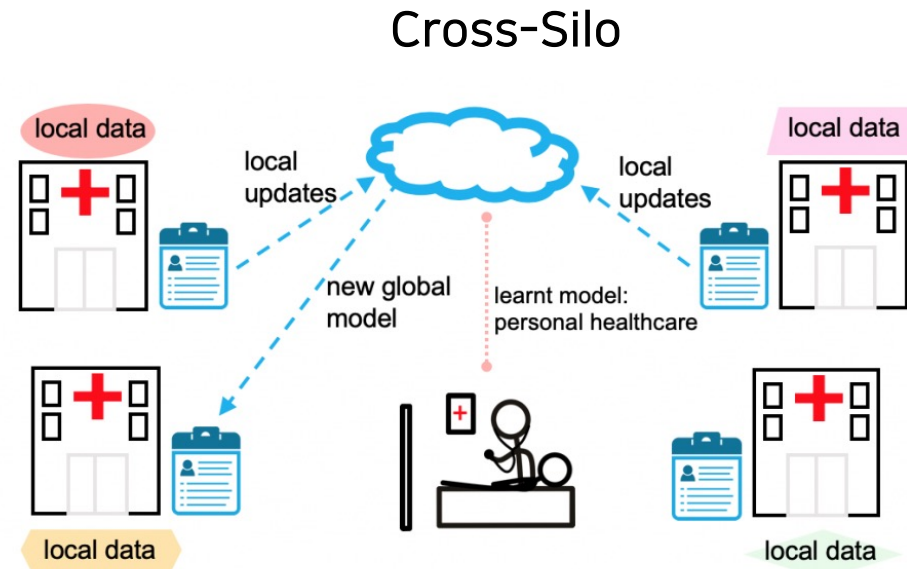 Cross-Silo
local data
local data
local
updates
local
updates
new global
model
learnt model:
personal healthcare
local data
local data